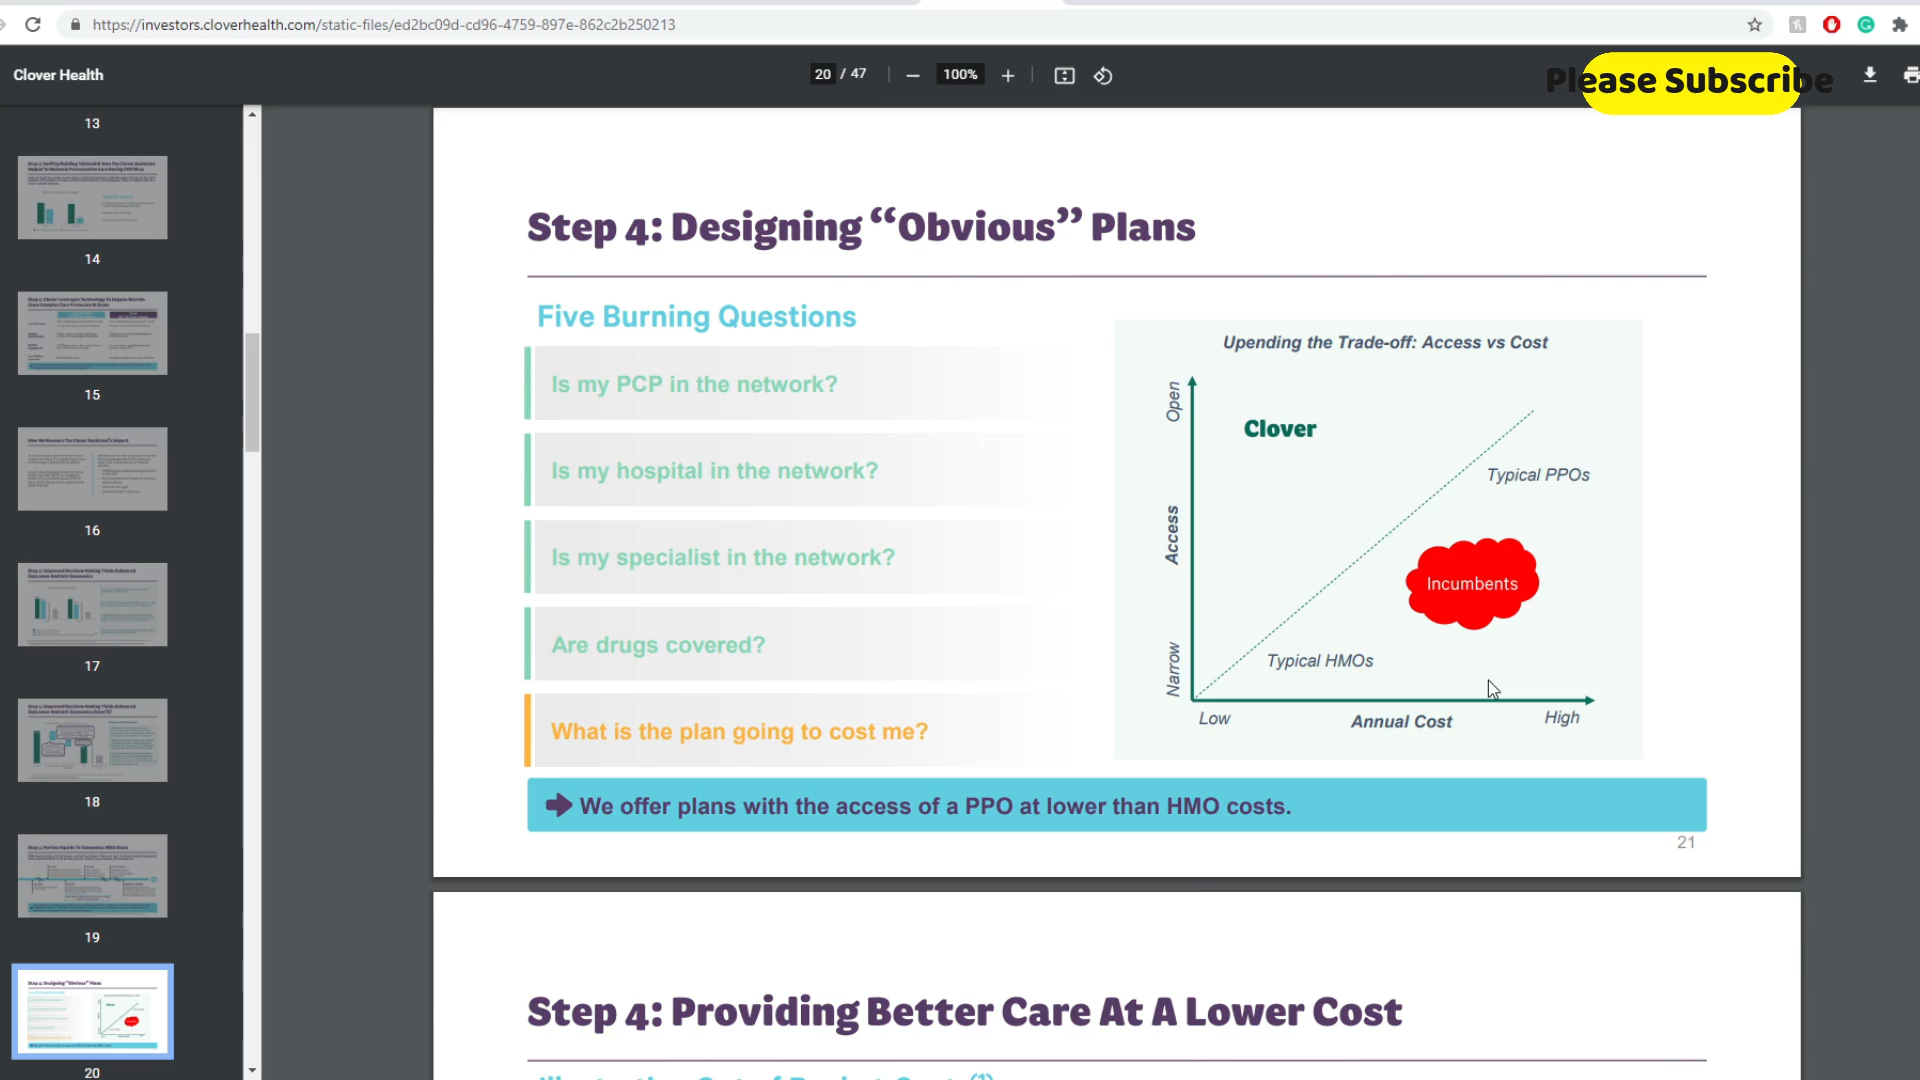 https://investors.cloverhealth.com/static-files/ed2bc09d-cd96-4759-897e-862c2b250213
Clover Health
20 / 47
100%
Please Subscribe
13
14
15
16
17
18
19
20
Step 4: Designing “Obvious” Plans
Five Burning Questions
Is my PCP in the network?
Is my hospital in the network?
Is my specialist in the network?
Are drugs covered?
What is the plan going to cost me?
Upending the Trade-off: Access vs Cost
Open
Access
Narrow
Clover
Typical PPOs
Incumbents
Typical HMOs
Low
Annual Cost
High
We offer plans with the access of a PPO at lower than HMO costs.
21
Step 4: Providing Better Care At A Lower Cost